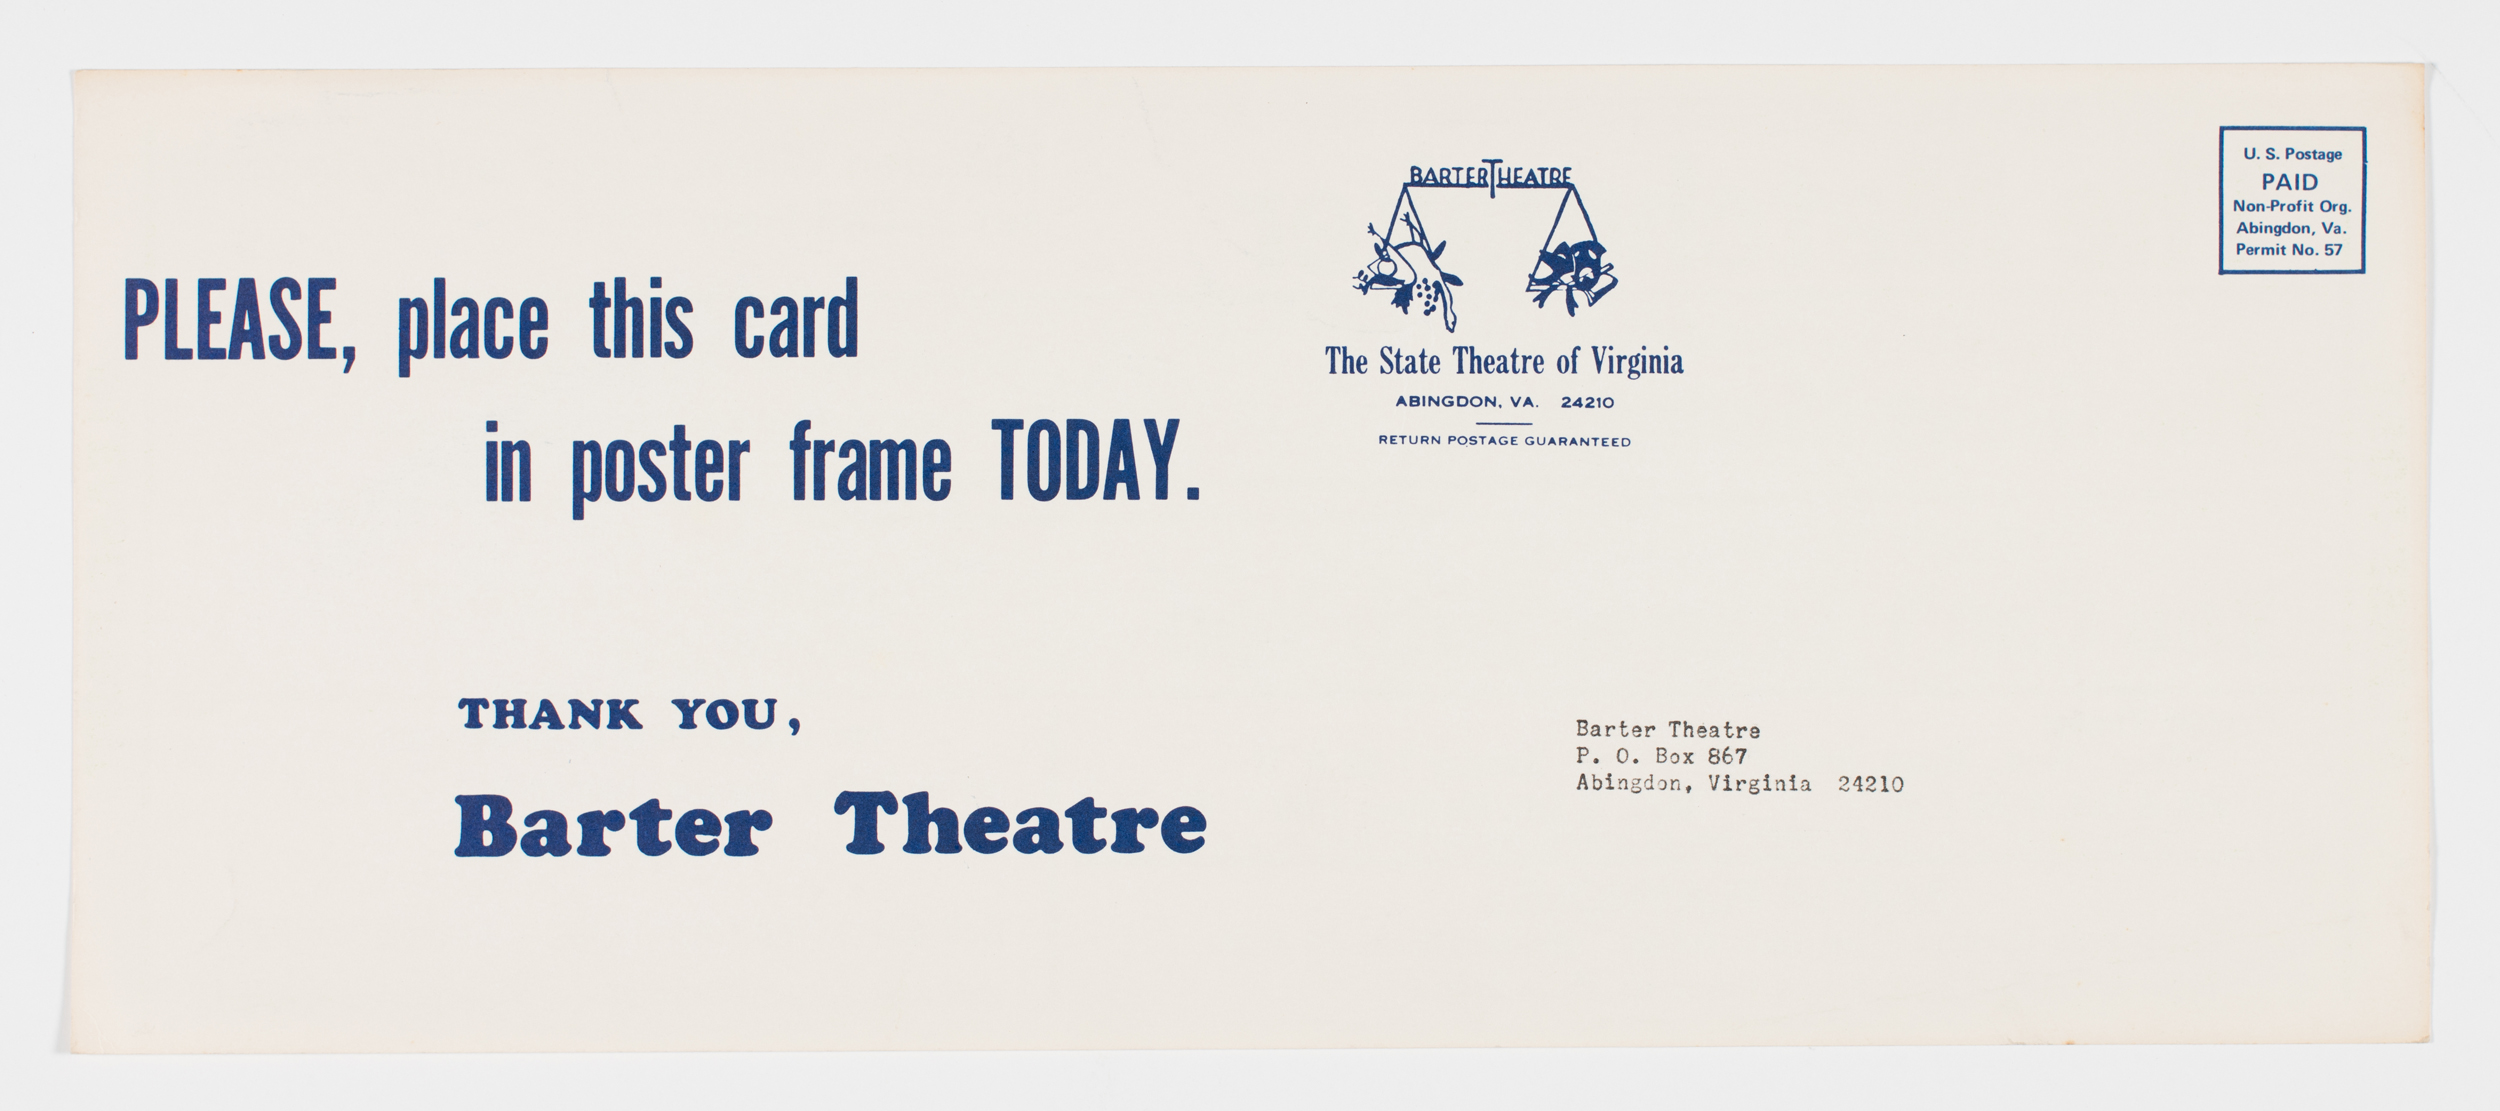 PLEASE, place this card
in poster frame TODAY.
THANK YOU,
Barter Theatre
BARTER THEATRE
The State Theatre of Virginia
ABINGDON, VA. 24210
RETURN POSTAGE GUARANTEED
U. S. Postage
PAID
Non-Profit Org.
Abingdon, Va.
Permit No. 57
Barter Theatre
P. O. Box 867
Abingdon, Virginia 24210